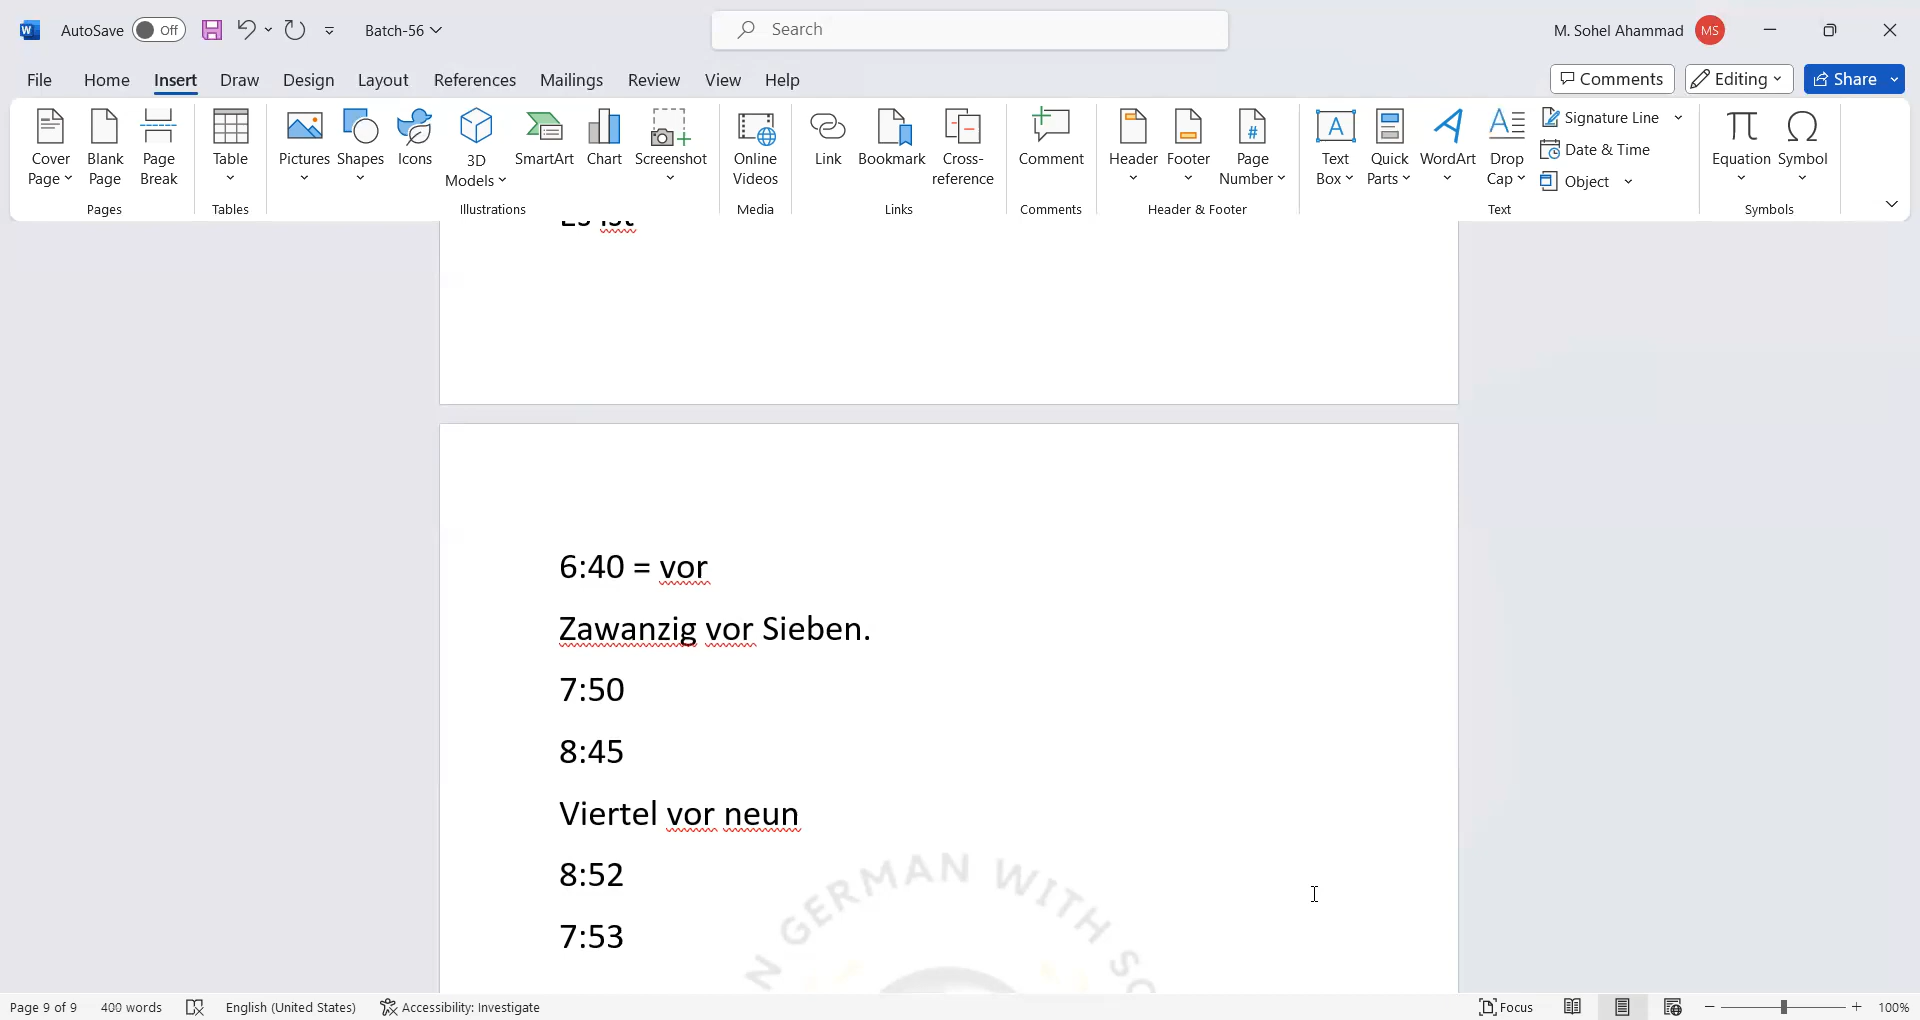 AutoSave Off Batch-56 Search M. Sohel Ahammad MS
File Home Insert Draw Design Layout References Mailings Review View Help Comments Editing Share
Cover Page Blank Page Page Break Table Pictures Shapes Icons 3D Models SmartArt Chart Screenshot Online Videos Link Bookmark Cross-reference Comment Header Footer Page Number Text Box Quick Parts WordArt Drop Cap Signature Line Date & Time Object Equation Symbol
Pages Tables Illustrations Media Links Comments Header & Footer Text Symbols
Es ist
6:40 = vor
Zawanzig vor Sieben.
7:50
8:45
Viertel vor neun
8:52
7:53
GERMAN WITH
Page 9 of 9 400 words English (United States) Accessibility: Investigate Focus 100%